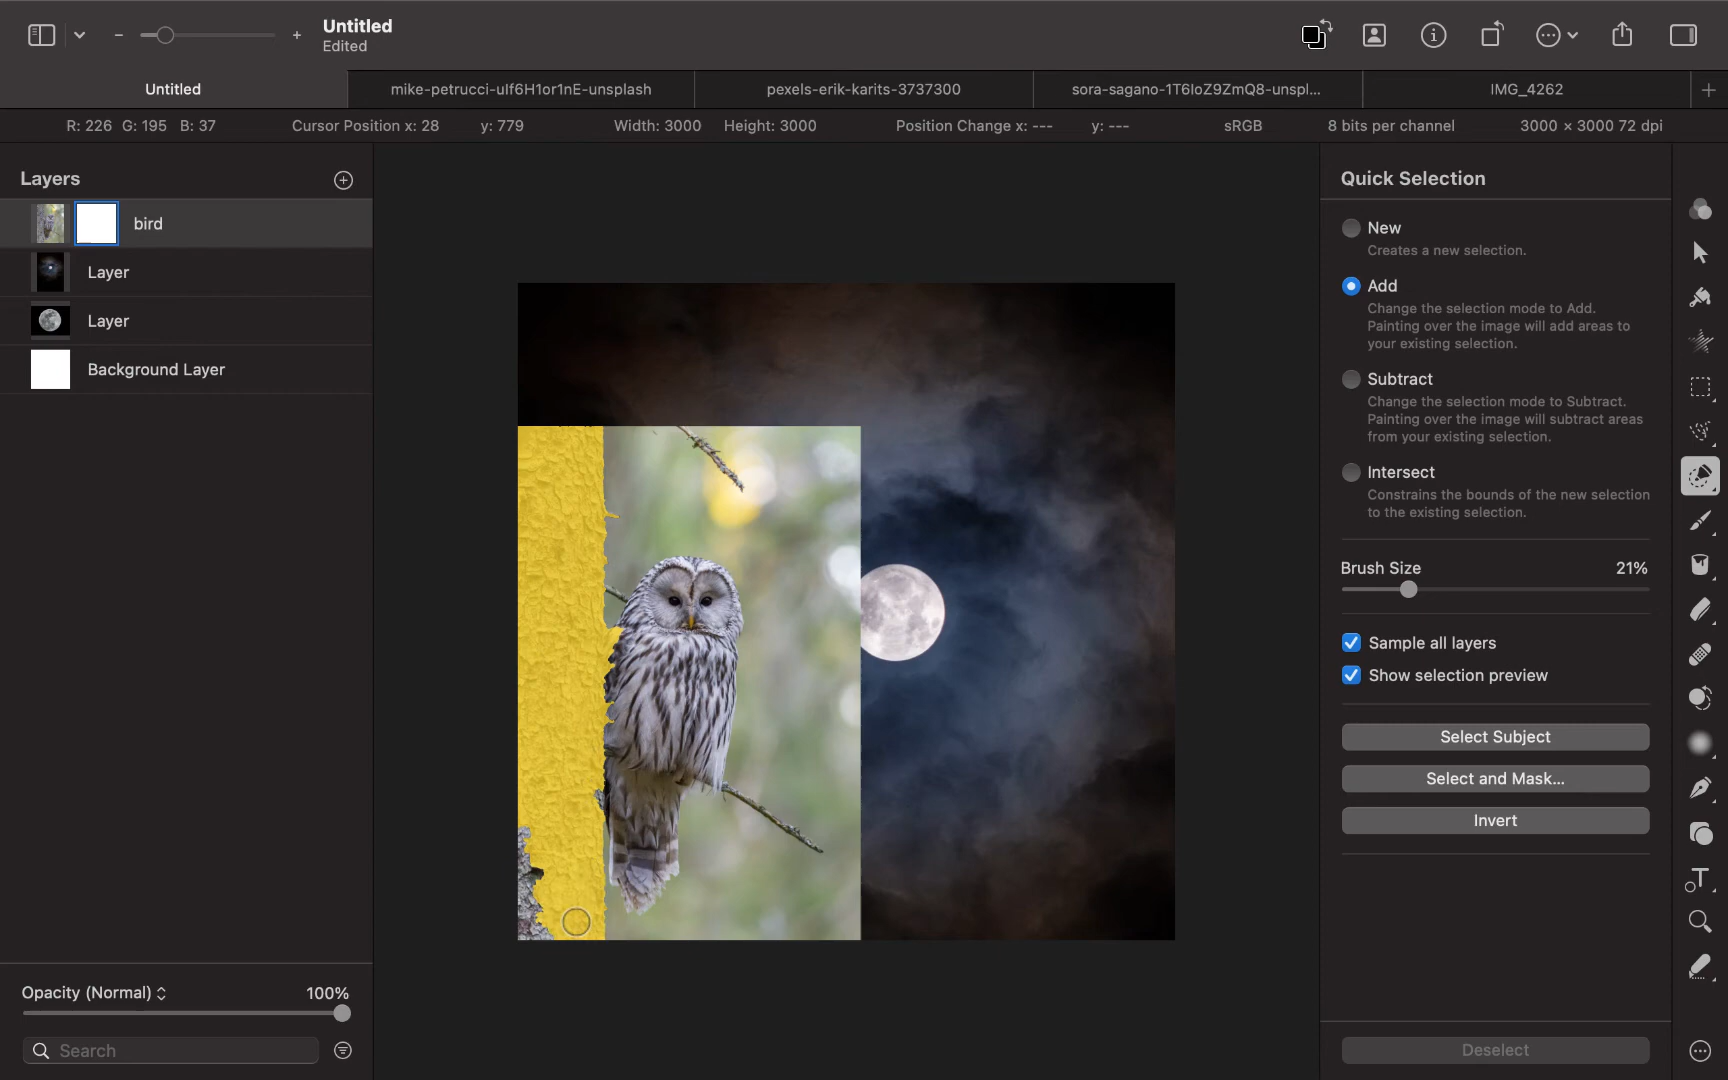 Untitled
Edited
Untitled
mike-petrucci-uIf6H1or1nE-unsplash
pexels-erik-karits-3737300
sora-sagano-1T6IoZ9ZmQ8-unspl...
IMG_4262
R: 226 G: 195 B: 37
Cursor Position x: 28 y: 779
Width: 3000 Height: 3000
Position Change x: --- y: ---
sRGB
8 bits per channel
3000 × 3000 72 dpi
Layers
bird
Layer
Layer
Background Layer
Opacity (Normal)
100%
Search
Quick Selection
New
Creates a new selection.
Add
Change the selection mode to Add.
Painting over the image will add areas to
your existing selection.
Subtract
Change the selection mode to Subtract.
Painting over the image will subtract areas
from your existing selection.
Intersect
Constrains the bounds of the new selection
to the existing selection.
Brush Size 21%
Sample all layers
Show selection preview
Select Subject
Select and Mask...
Invert
Deselect